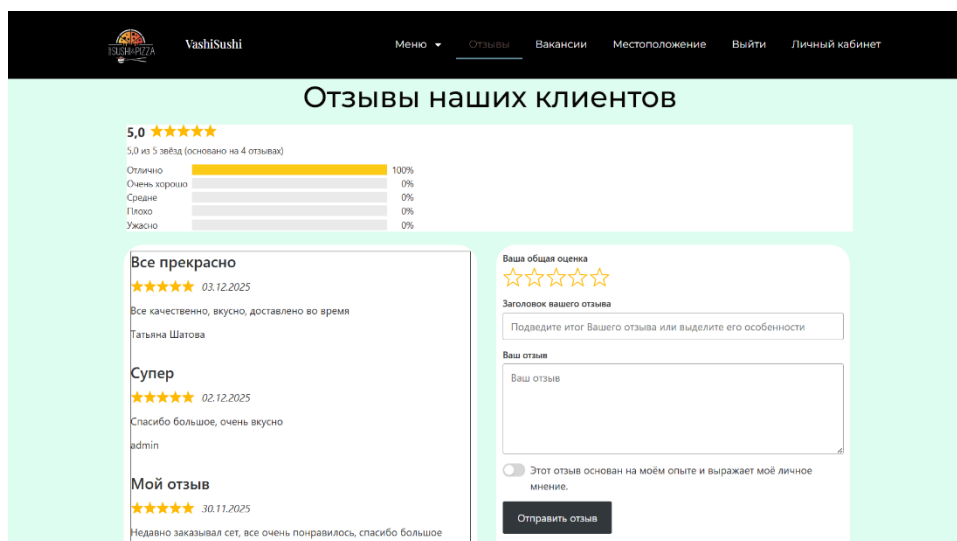 SUSHI&PIZZA
VashiSushi
Меню
Отзывы
Вакансии
Местоположение
Выйти
Личный кабинет
Отзывы наших клиентов
5,0
5,0 из 5 звёзд (основано на 4 отзывах)
Отлично 100%
Очень хорошо 0%
Средне 0%
Плохо 0%
Ужасно 0%
Все прекрасно
03.12.2025
Все качественно, вкусно, доставлено во время
Татьяна Шатова
Супер
02.12.2025
Спасибо большое, очень вкусно
admin
Мой отзыв
30.11.2025
Недавно заказывал сет, все очень понравилось, спасибо большое
Ваша общая оценка
Заголовок вашего отзыва
Подведите итог Вашего отзыва или выделите его особенности
Ваш отзыв
Ваш отзыв
Этот отзыв основан на моём опыте и выражает моё личное
мнение.
Отправить отзыв